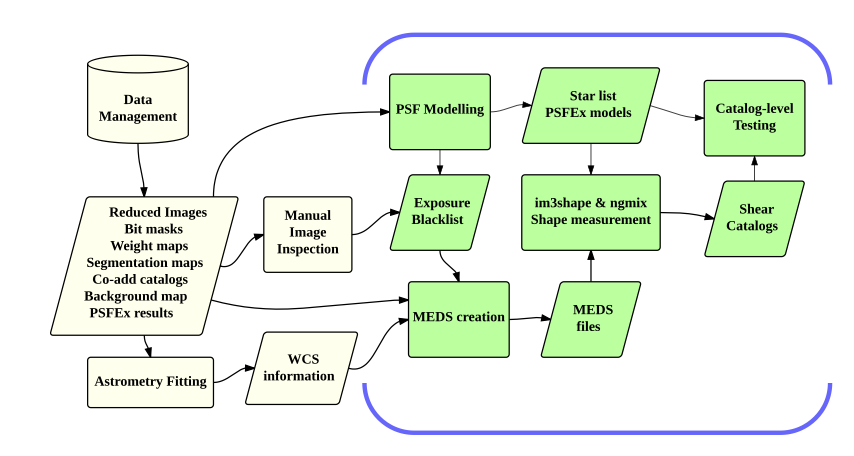 Data
Management
Reduced Images
Bit masks
Weight maps
Segmentation maps
Co-add catalogs
Background map
PSFEx results
Astrometry Fitting
Manual
Image
Inspection
WCS
information
PSF Modelling
Exposure
Blacklist
MEDS creation
Star list
PSFEx models
im3shape & ngmix
Shape measurement
MEDS
files
Catalog-level
Testing
Shear
Catalogs